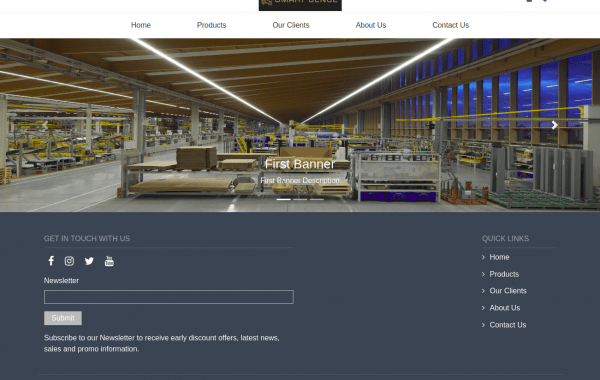 Home Products Our Clients About Us Contact Us
First Banner
First Banner Description.
GET IN TOUCH WITH US
Newsletter
Submit
Subscribe to our Newsletter to receive early discount offers, latest news,
sales and promo information.
QUICK LINKS
Home
Products
Our Clients
About Us
Contact Us